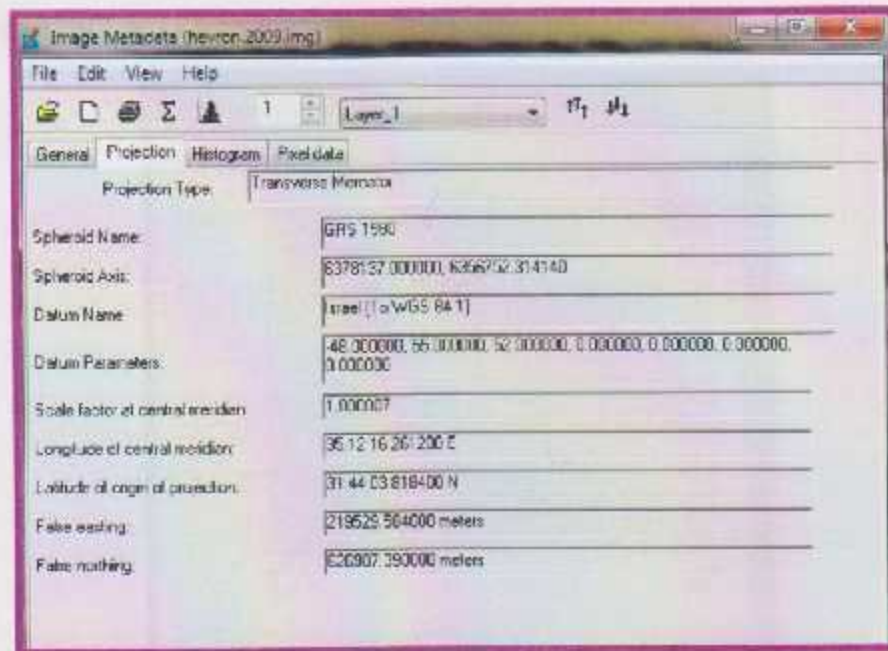 Image Metadata (hevron.2009.img)
File Edit View Help
1 Layer_1
General Projection Histogram Pixel data
Projection Type: Transverse Mercator
Spheroid Name: GRS 1980
Spheroid Axis: 6378137.000000, 6356752.314140
Datum Name Israel [To WGS 84 1]
Datum Parameters: -48.000000, 55.000000, 52.000000, 0.000000, 0.000000, 0.000000,
0.000000
Scale factor at central meridian: 1.000007
Longitude of central meridian: 35:12:16.261200 E
Latitude of origin of projection: 31:44:03.818400 N
False easting: 219529.584000 meters
False northing: 626907.390000 meters